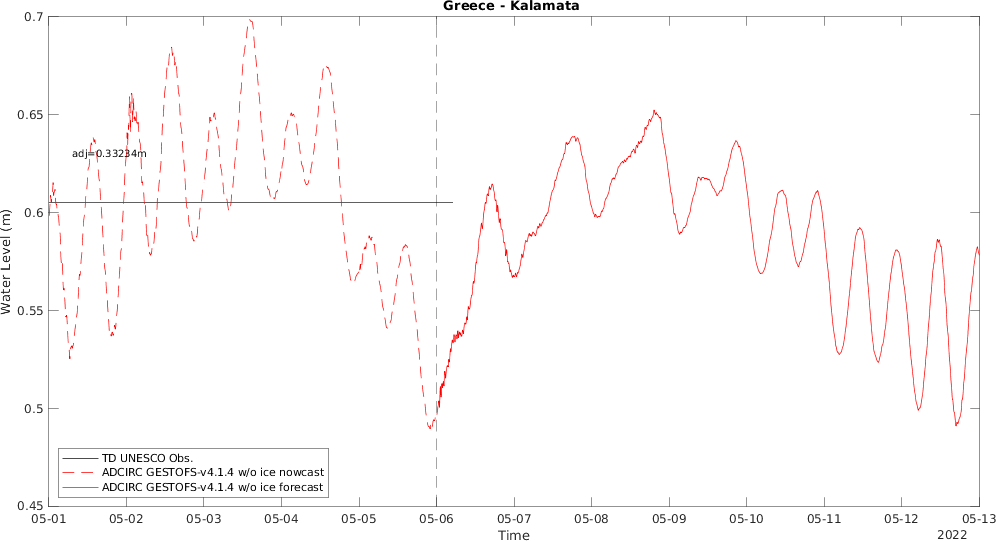 Greece - Kalamata
0.7
0.65
0.6
0.55
0.5
0.45
Water Level (m)
adj=0.33234m
TD UNESCO Obs.
ADCIRC GESTOFS-v4.1.4 w/o ice nowcast
ADCIRC GESTOFS-v4.1.4 w/o ice forecast
05-01 05-02 05-03 05-04 05-05 05-06 05-07 05-08 05-09 05-10 05-11 05-12 05-13
Time
2022